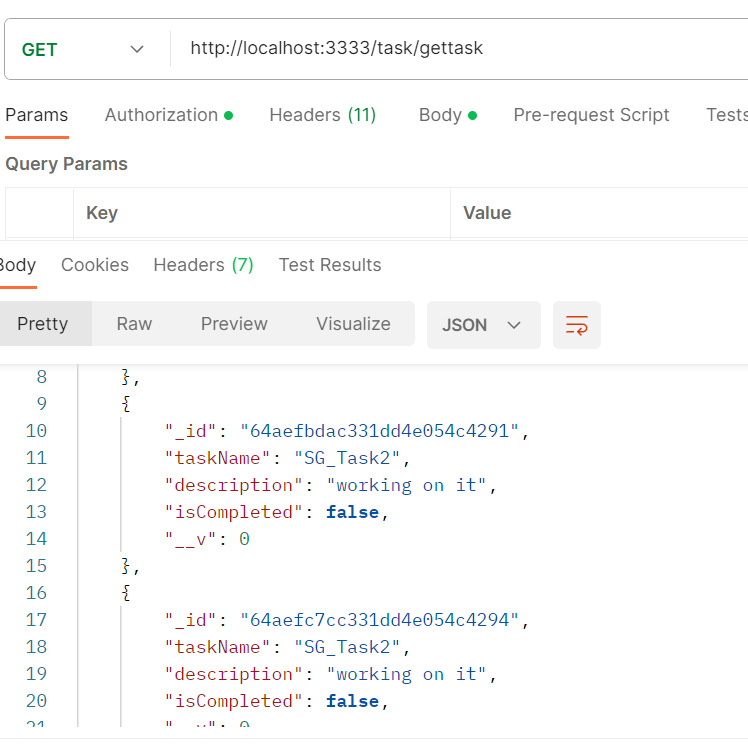 GET http://localhost:3333/task/gettask
Params Authorization Headers (11) Body Pre-request Script Tests
Query Params
Key Value
Body Cookies Headers (7) Test Results
Pretty Raw Preview Visualize JSON
8 },
9 {
10 "_id": "64aefbdac331dd4e054c4291",
11 "taskName": "SG_Task2",
12 "description": "working on it",
13 "isCompleted": false,
14 "__v": 0
15 },
16 {
17 "_id": "64aefc7cc331dd4e054c4294",
18 "taskName": "SG_Task2",
19 "description": "working on it",
20 "isCompleted": false,
21 "__v": 0